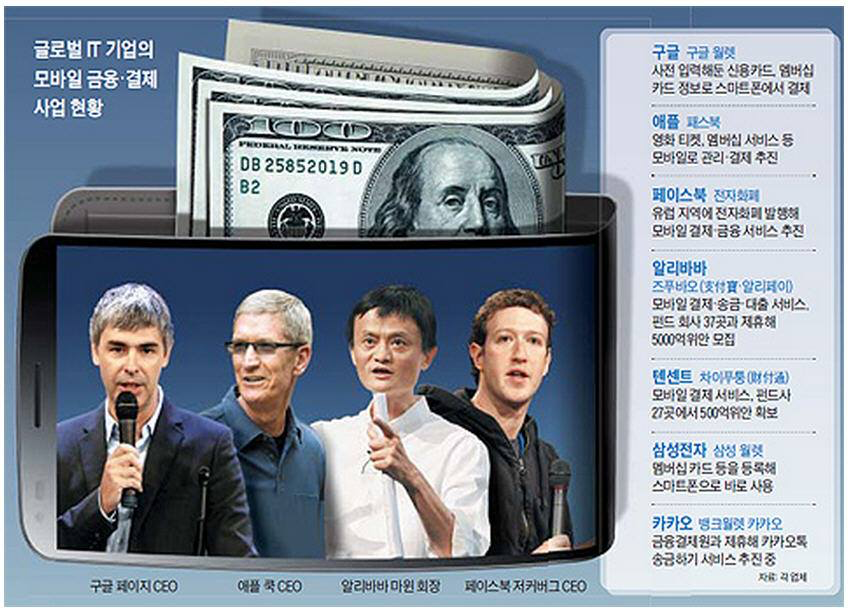 글로벌 IT 기업의
모바일 금융·결제
사업 현황
FEDERAL RESERVE NOTE
DB 25852019 D
B2
100
구글 페이지 CEO
애플 쿡 CEO
알리바바 마윈 회장
페이스북 저커버그 CEO
구글 구글 월렛
사전 입력해둔 신용카드, 멤버십
카드 정보로 스마트폰에서 결제
애플 패스북
영화 티켓, 멤버십 서비스 등
모바일로 관리·결제 추진
페이스북 전자화폐
유럽 지역에 전자화폐 발행해
모바일 결제·금융 서비스 추진
알리바바
즈푸바오(支付寶·알리페이)
모바일 결제·송금·대출 서비스,
펀드 회사 37곳과 제휴해
5000억위안 모집
텐센트 차이푸퉁(財付通)
모바일 결제 서비스, 펀드사
27곳에서 500억위안 확보
삼성전자 삼성 월렛
멤버십 카드 등을 등록해
스마트폰으로 바로 사용
카카오 뱅크월렛 카카오
금융결제원과 제휴해 카카오톡
송금하기 서비스 추진 중
자료: 각 업체